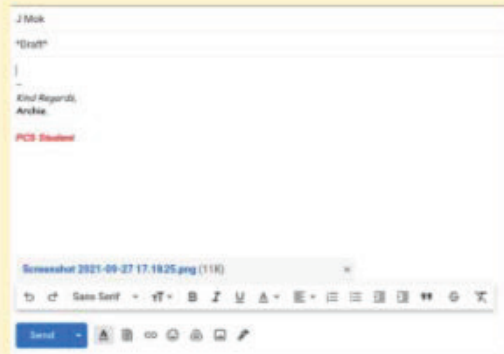 J Mok
*Draft*
--
Kind Regards,
Archie.
PCS Student
Screenshot 2021-09-27 17.18.25.png (11K)
Sans Serif
Send